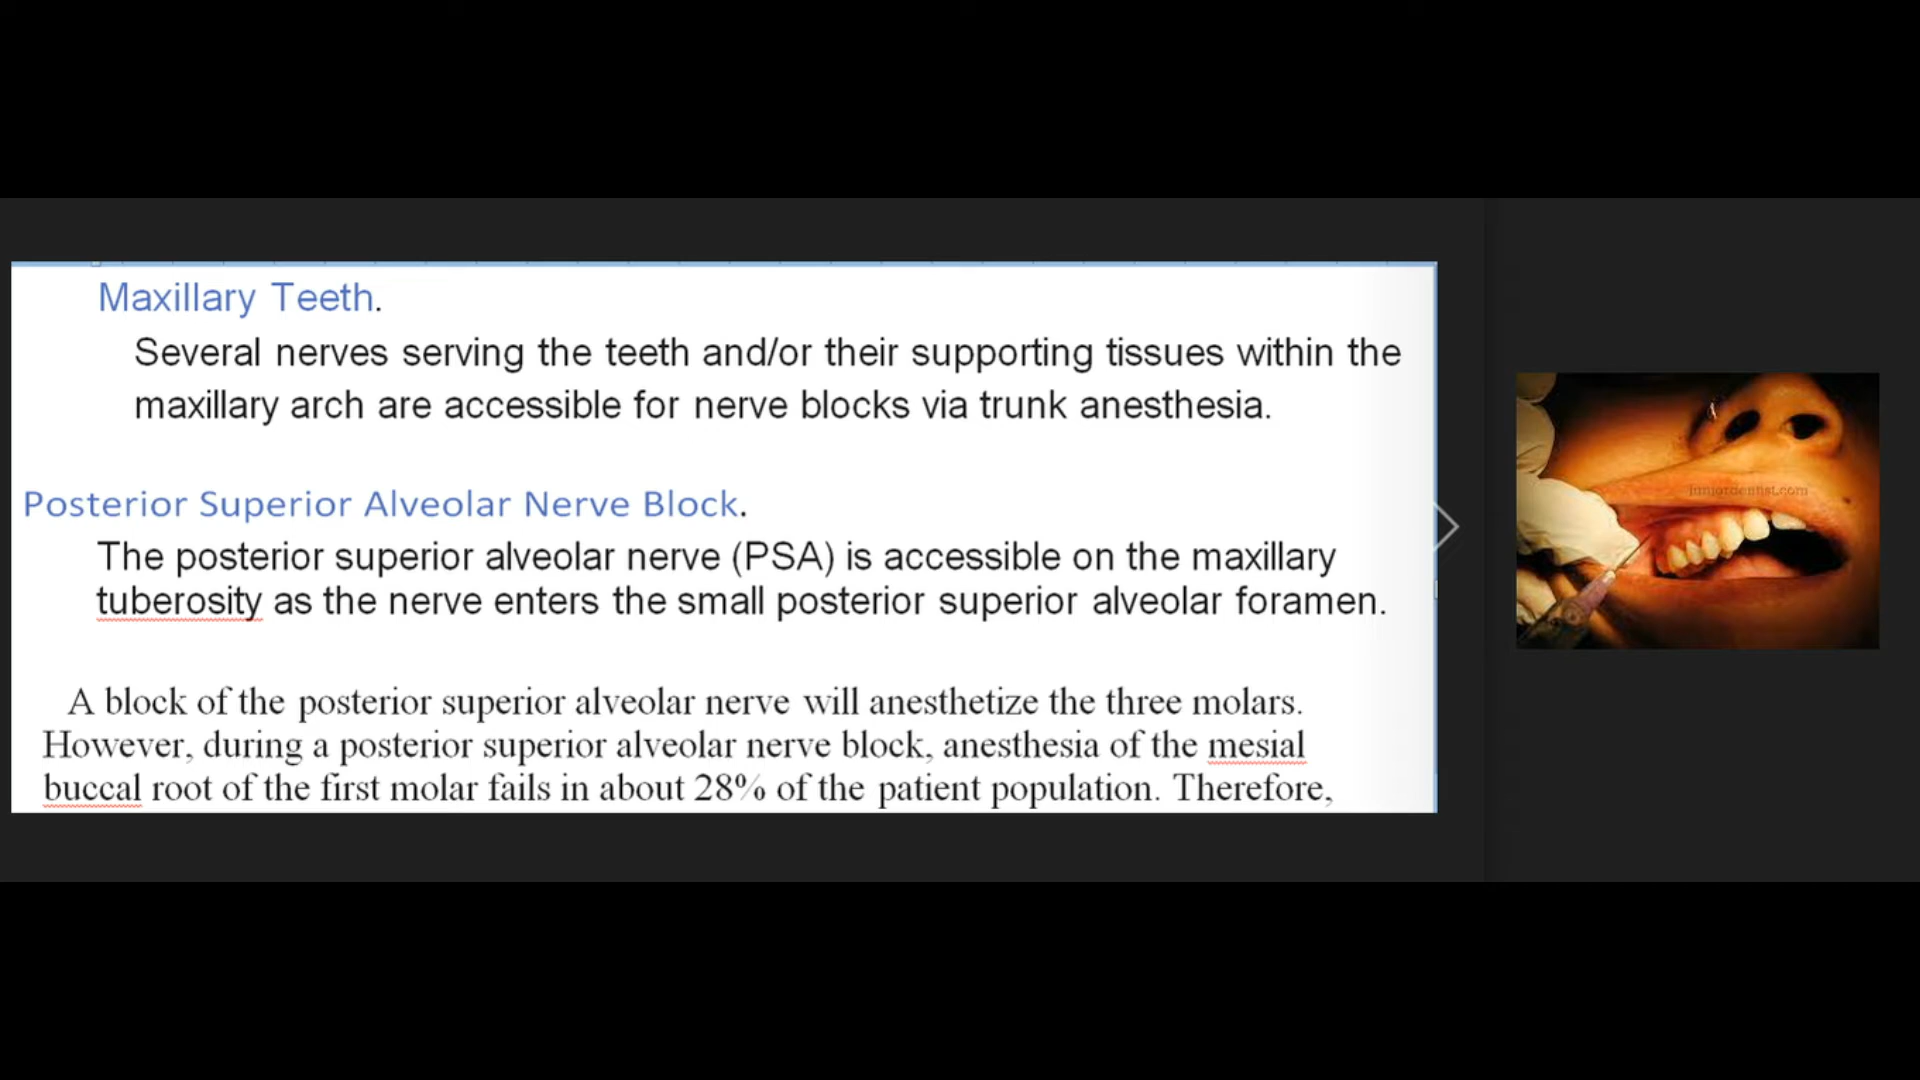 Maxillary Teeth.
Several nerves serving the teeth and/or their supporting tissues within the
maxillary arch are accessible for nerve blocks via trunk anesthesia.
Posterior Superior Alveolar Nerve Block.
The posterior superior alveolar nerve (PSA) is accessible on the maxillary
tuberosity as the nerve enters the small posterior superior alveolar foramen.
A block of the posterior superior alveolar nerve will anesthetize the three molars.
However, during a posterior superior alveolar nerve block, anesthesia of the mesial
buccal root of the first molar fails in about 28% of the patient population. Therefore,